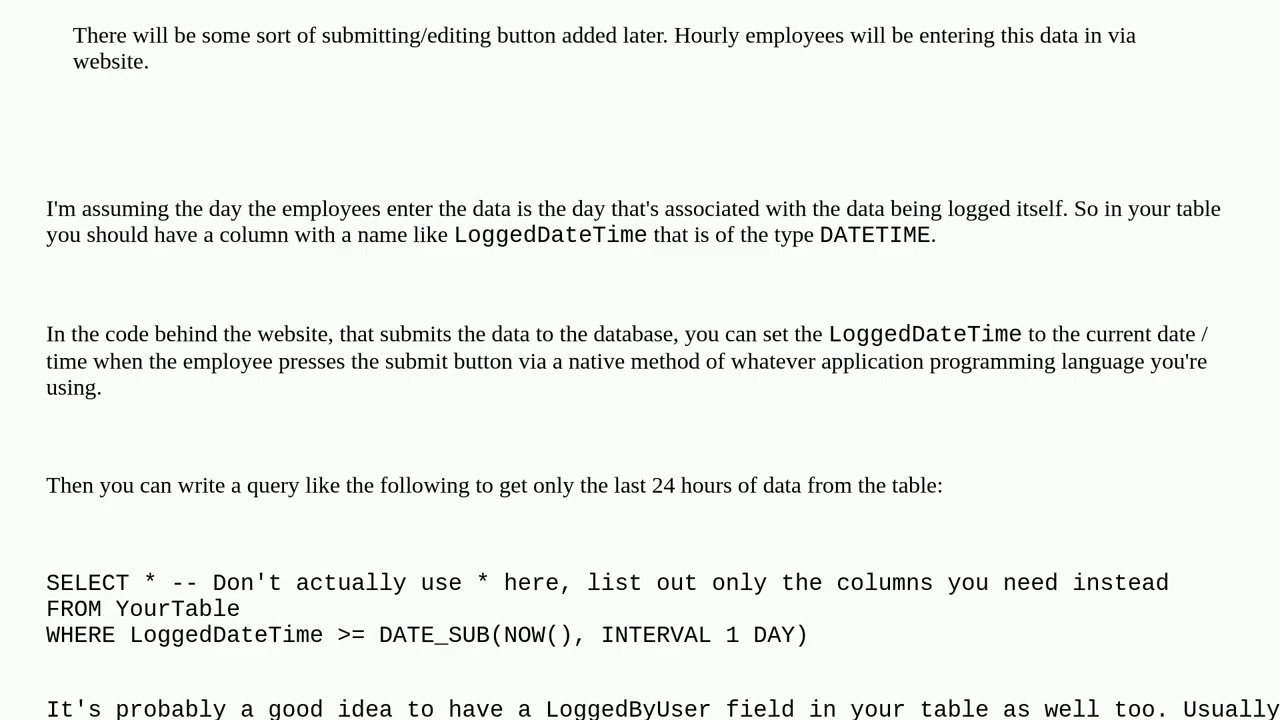 There will be some sort of submitting/editing button added later. Hourly employees will be entering this data in via
website.
I'm assuming the day the employees enter the data is the day that's associated with the data being logged itself. So in your table
you should have a column with a name like LoggedDateTime that is of the type DATETIME.
In the code behind the website, that submits the data to the database, you can set the LoggedDateTime to the current date /
time when the employee presses the submit button via a native method of whatever application programming language you're
using.
Then you can write a query like the following to get only the last 24 hours of data from the table:
SELECT * -- Don't actually use * here, list out only the columns you need instead
FROM YourTable
WHERE LoggedDateTime >= DATE_SUB(NOW(), INTERVAL 1 DAY)
It's probably a good idea to have a LoggedByUser field in your table as well too. Usually